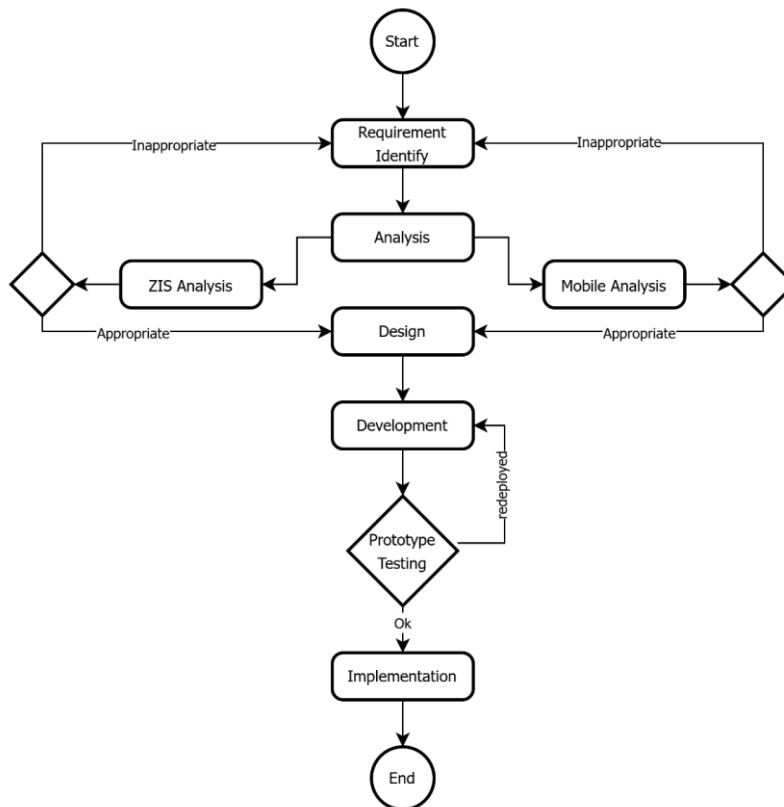 Start
Requirement
Identify
Inappropriate
Inappropriate
Analysis
ZIS Analysis
Mobile Analysis
Appropriate
Design
Appropriate
Development
redeployed
Prototype
Testing
Ok
Implementation
End